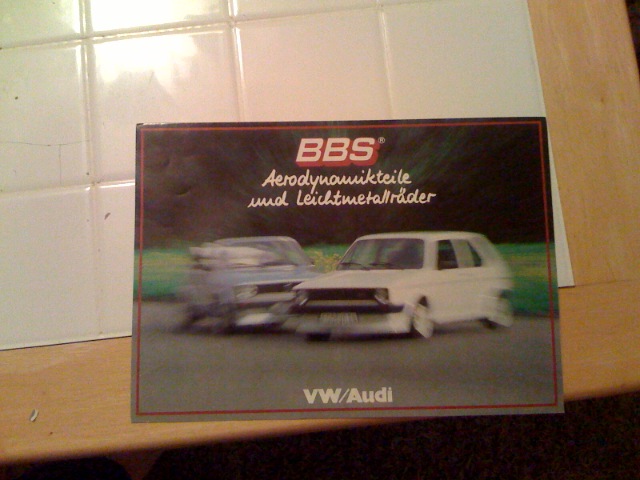 BBS®
Aerodynamikteile
und Leichtmetallräder
VW/Audi